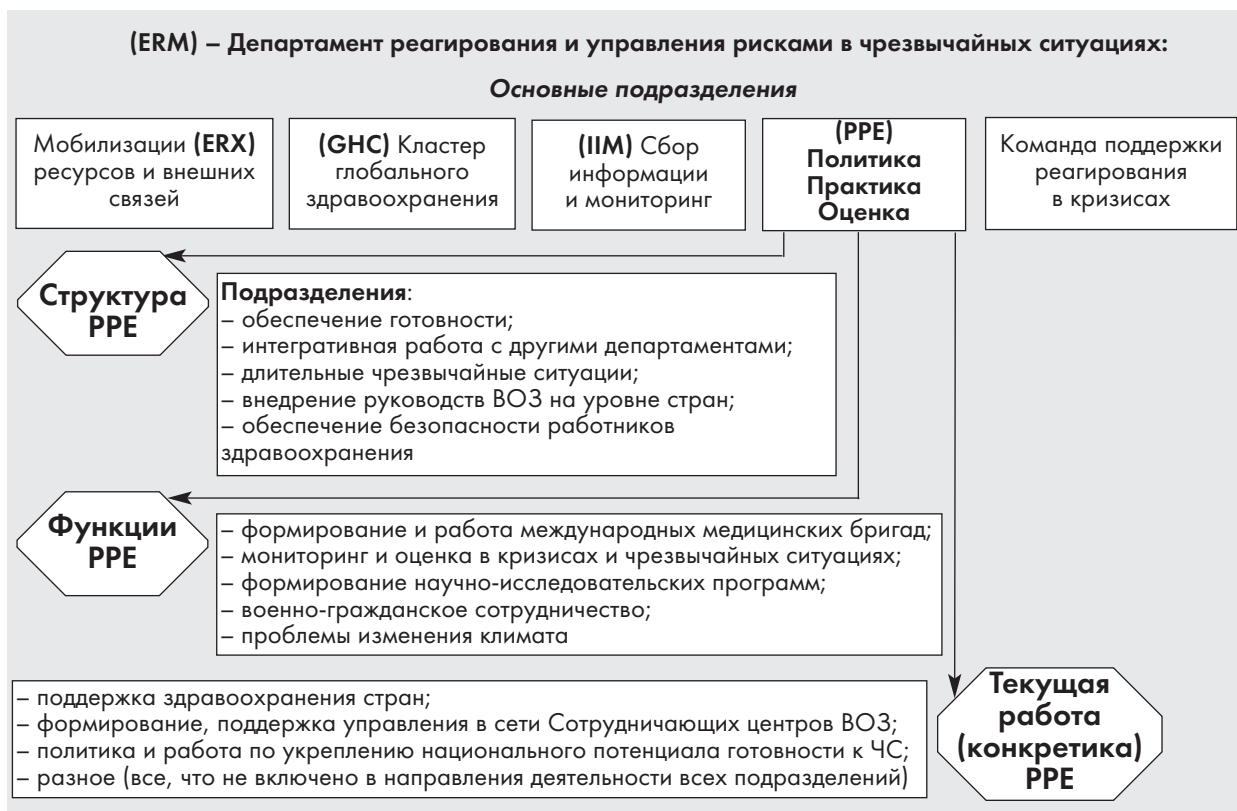 (ERM) – Департамент реагирования и управления рисками в чрезвычайных ситуациях:
Основные подразделения
Мобилизации (ERX)
ресурсов и внешних
связей
(GHC) Кластер
глобального
здравоохранения
(IIM) Сбор
информации
и мониторинг
(PPE)
Политика
Практика
Оценка
Команда поддержки
реагирования
в кризисах
Структура
PPE
Подразделения:
– обеспечение готовности;
– интегративная работа с другими департаментами;
– длительные чрезвычайные ситуации;
– внедрение руководств ВОЗ на уровне стран;
– обеспечение безопасности работников
здравоохранения
Функции
PPE
– формирование и работа международных медицинских бригад;
– мониторинг и оценка в кризисах и чрезвычайных ситуациях;
– формирование научно-исследовательских программ;
– военно-гражданское сотрудничество;
– проблемы изменения климата
– поддержка здравоохранения стран;
– формирование, поддержка управления в сети Сотрудничающих центров ВОЗ;
– политика и работа по укреплению национального потенциала готовности к ЧС;
– разное (все, что не включено в направления деятельности всех подразделений)
Текущая
работа
(конкретика)
PPE